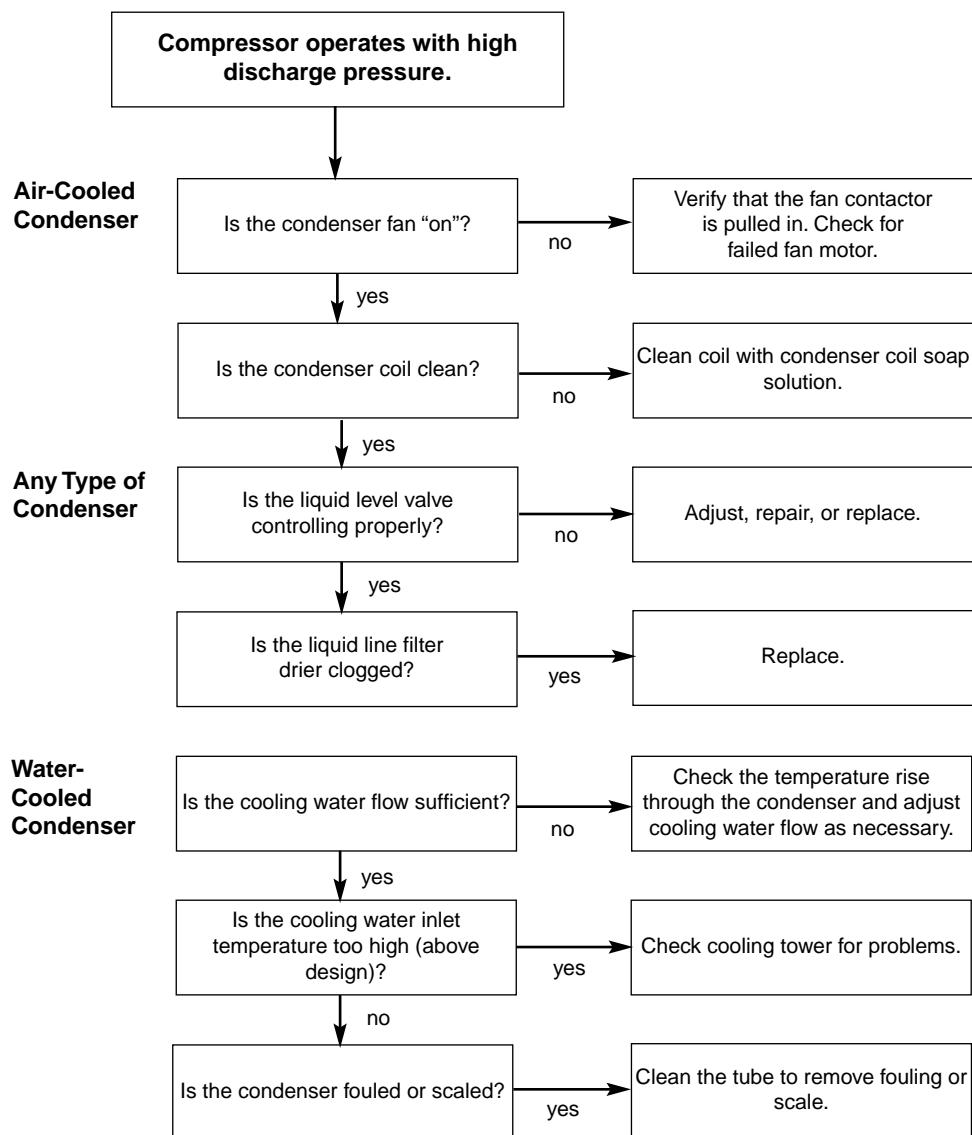 Compressor operates with high
discharge pressure.
Air-Cooled
Condenser
Is the condenser fan “on”?
no
Verify that the fan contactor
is pulled in. Check for
failed fan motor.
yes
Is the condenser coil clean?
no
Clean coil with condenser coil soap
solution.
yes
Any Type of
Condenser
Is the liquid level valve
controlling properly?
no
Adjust, repair, or replace.
yes
Is the liquid line filter
drier clogged?
yes
Replace.
Water-
Cooled
Condenser
Is the cooling water flow sufficient?
no
Check the temperature rise
through the condenser and adjust
cooling water flow as necessary.
yes
Is the cooling water inlet
temperature too high (above
design)?
yes
Check cooling tower for problems.
no
Is the condenser fouled or scaled?
yes
Clean the tube to remove fouling or
scale.